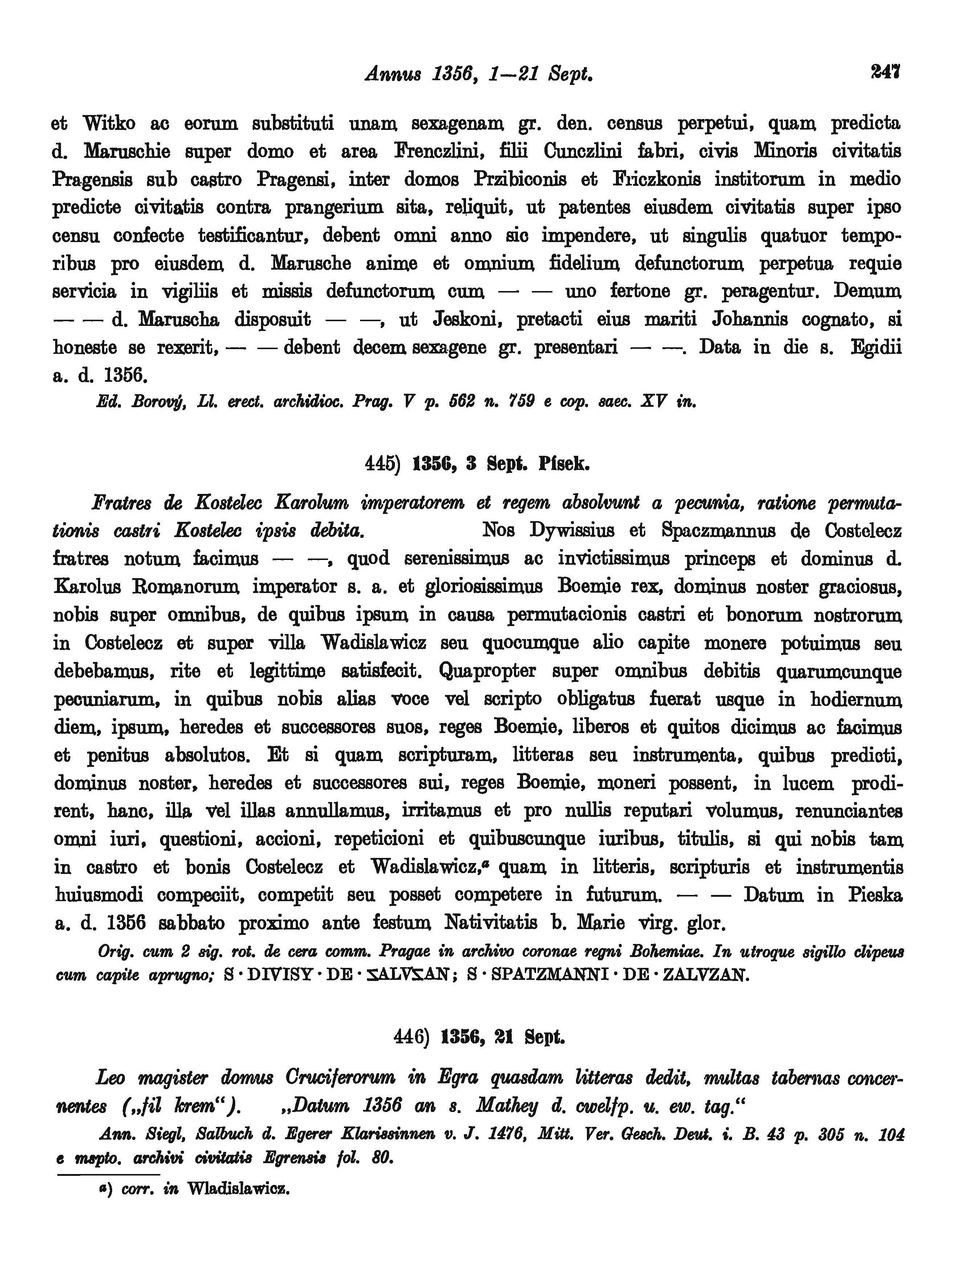 Annus 1356, 1—21 Sept. 247
et Witko ac eorum substituti unam sexagenam gr. den. census perpetui, quam predicta
d. Maruschie super domo et area Frenczlini, filii Cunczlini fabri, civis Minoris civitatis
Pragensis sub castro Pragensi, inter domos Przibiconis et Friczkonis institorum in medio
predicte civitatis contra prangerium sita, reliquit, ut patentes eiusdem civitatis super ipso
censu confecte testificantur, debent omni anno sic impendere, ut singulis quatuor tempo-
ribus pro eiusdem d. Marusche anime et omnium fidelium defunctorum perpetua requie
servicia in vigiliis et missis defunctorum cum — — uno fertone gr. peragentur. Demum
— — d. Maruscha disposuit — —, ut Jeskoni, pretacti eius mariti Johannis cognato, si
honeste se rexerit, — — debent decem sexagene gr. presentari — —. Data in die s. Egidii
a. d. 1356.
Ed. Borový, Ll. erect. archidioc. Prag. V p. 562 n. 759 e cop. saec. XV in.
445) 1356, 3 Sept. Písek.
Fratres de Kostelec Karolum imperatorem et regem absolvunt a pecunia, ratione permuta-
tionis castri Kostelec ipsis debita. Nos Dywissius et Spaczmannus de Costelecz
fratres notum facimus — —, quod serenissimus ac invictissimus princeps et dominus d.
Karolus Romanorum imperator s. a. et gloriosissimus Boemie rex, dominus noster graciosus,
nobis super omnibus, de quibus ipsum in causa permutacionis castri et bonorum nostrorum
in Costelecz et super villa Wadislawicz seu quocumque alio capite monere potuimus seu
debebamus, rite et legittime satisfecit. Quapropter super omnibus debitis quarumcunque
pecuniarum, in quibus nobis alias voce vel scripto obligatus fuerat usque in hodiernum
diem, ipsum, heredes et successores suos, reges Boemie, liberos et quitos dicimus ac facimus
et penitus absolutos. Et si quam scripturam, litteras seu instrumenta, quibus predicti,
dominus noster, heredes et successores sui, reges Boemie, moneri possent, in lucem prodi-
rent, hanc, illa vel illas annullamus, irritamus et pro nullis reputari volumus, renunciantes
omni iuri, questioni, accioni, repeticioni et quibuscunque iuribus, titulis, si qui nobis tam
in castro et bonis Costelecz et Wadislawicz,ª quam in litteris, scripturis et instrumentis
huiusmodi compeciit, competit seu posset competere in futurum. — — Datum in Pieska
a. d. 1356 sabbato proximo ante festum Nativitatis b. Marie virg. glor.
Orig. cum 2 sig. rot. de cera comm. Pragae in archivo coronae regni Bohemiae. In utroque sigillo clipeus
cum capite aprugno; S · DIVISY · DE · ZALVZAN; S · SPATZMANNI · DE · ZALVZAN.
446) 1356, 21 Sept.
Leo magister domus Cruciferorum in Egra quasdam litteras dedit, multas tabernas concer-
nentes („fil krem“). „Datum 1356 an s. Mathey d. cwelfp. u. ew. tag.“
Ann. Siegl, Salbuch d. Egerer Klarissinnen v. J. 1476, Mitt. Ver. Gesch. Deut. i. B. 43 p. 305 n. 104
e mspto. archivi civitatis Egrensis fol. 80.
ª) corr. in Wladislawicz.